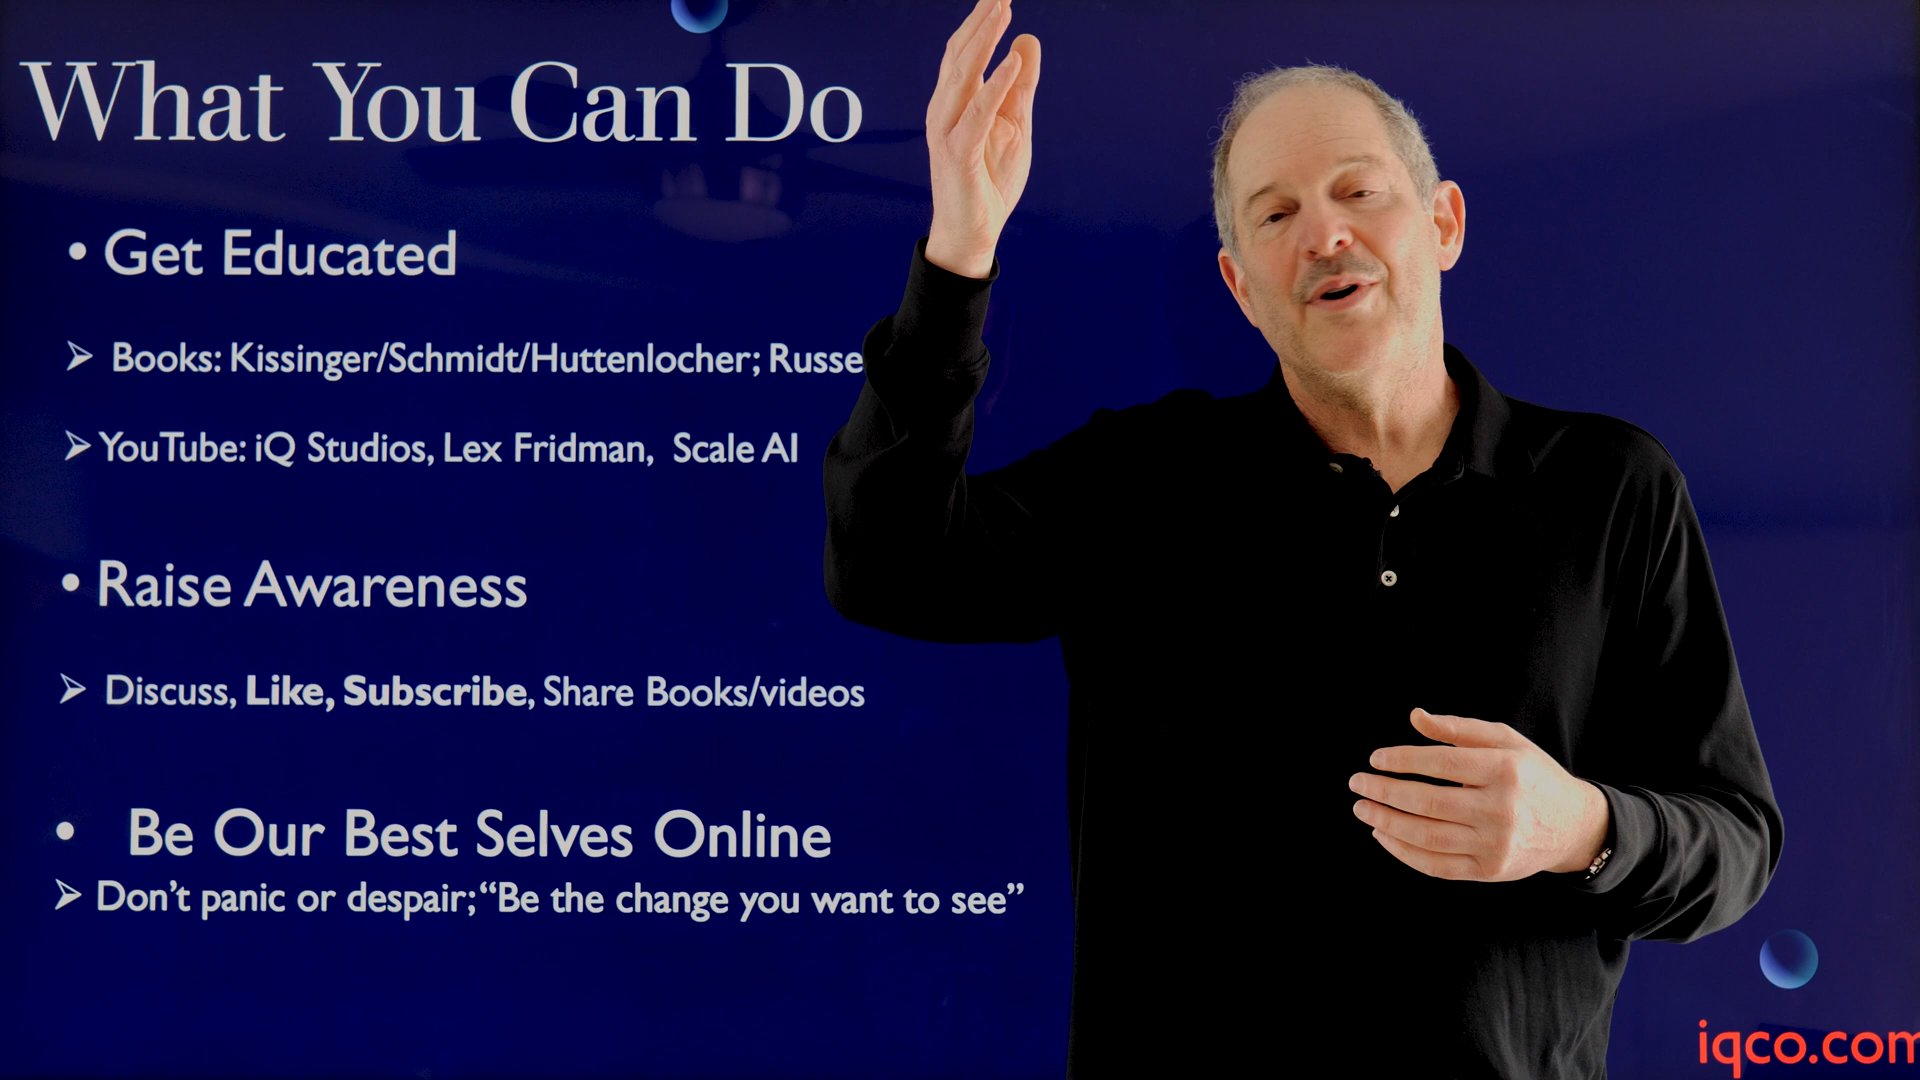 What You Can Do
• Get Educated
➢ Books: Kissinger/Schmidt/Huttenlocher; Russe
➢ YouTube: iQ Studios, Lex Fridman, Scale AI
• Raise Awareness
➢ Discuss, Like, Subscribe, Share Books/videos
• Be Our Best Selves Online
➢ Don’t panic or despair; “Be the change you want to see”
iqco.com